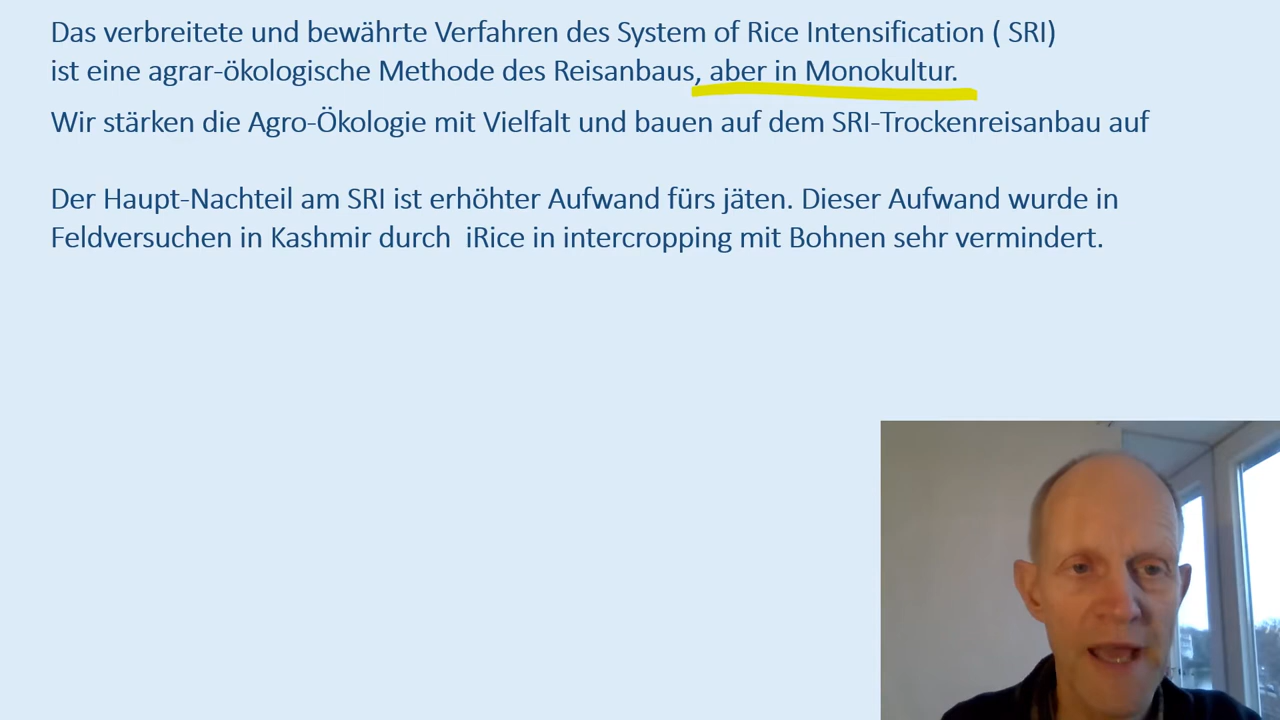 Das verbreitete und bewährte Verfahren des System of Rice Intensification ( SRI)
ist eine agrar-ökologische Methode des Reisanbaus, aber in Monokultur.
Wir stärken die Agro-Ökologie mit Vielfalt und bauen auf dem SRI-Trockenreisanbau auf
Der Haupt-Nachteil am SRI ist erhöhter Aufwand fürs jäten. Dieser Aufwand wurde in
Feldversuchen in Kashmir durch  iRice in intercropping mit Bohnen sehr vermindert.